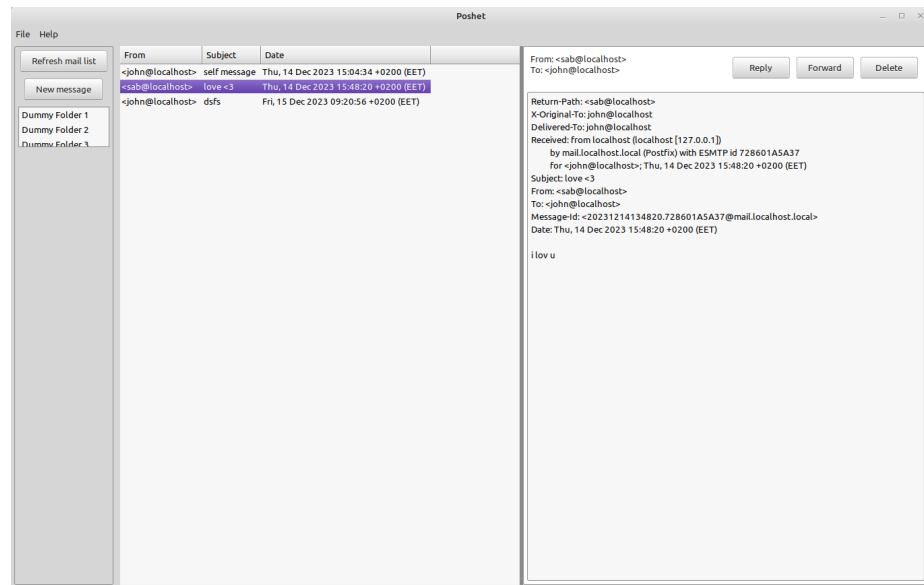 Poshet
File Help
Refresh mail list
New message
Dummy Folder 1
Dummy Folder 2
Dummy Folder 3
From Subject Date
<john@localhost> self message Thu, 14 Dec 2023 15:04:34 +0200 (EET)
<sab@localhost> love <3 Thu, 14 Dec 2023 15:48:20 +0200 (EET)
<john@localhost> dsfs Fri, 15 Dec 2023 09:20:56 +0200 (EET)
From: <sab@localhost>
To: <john@localhost>
Reply Forward Delete
Return-Path: <sab@localhost>
X-Original-To: john@localhost
Delivered-To: john@localhost
Received: from localhost (localhost [127.0.0.1])
by mail.localhost.local (Postfix) with ESMTP id 728601A5A37
for <john@localhost>; Thu, 14 Dec 2023 15:48:20 +0200 (EET)
Subject: love <3
From: <sab@localhost>
To: <john@localhost>
Message-Id: <20231214134820.728601A5A37@mail.localhost.local>
Date: Thu, 14 Dec 2023 15:48:20 +0200 (EET)
i lov u